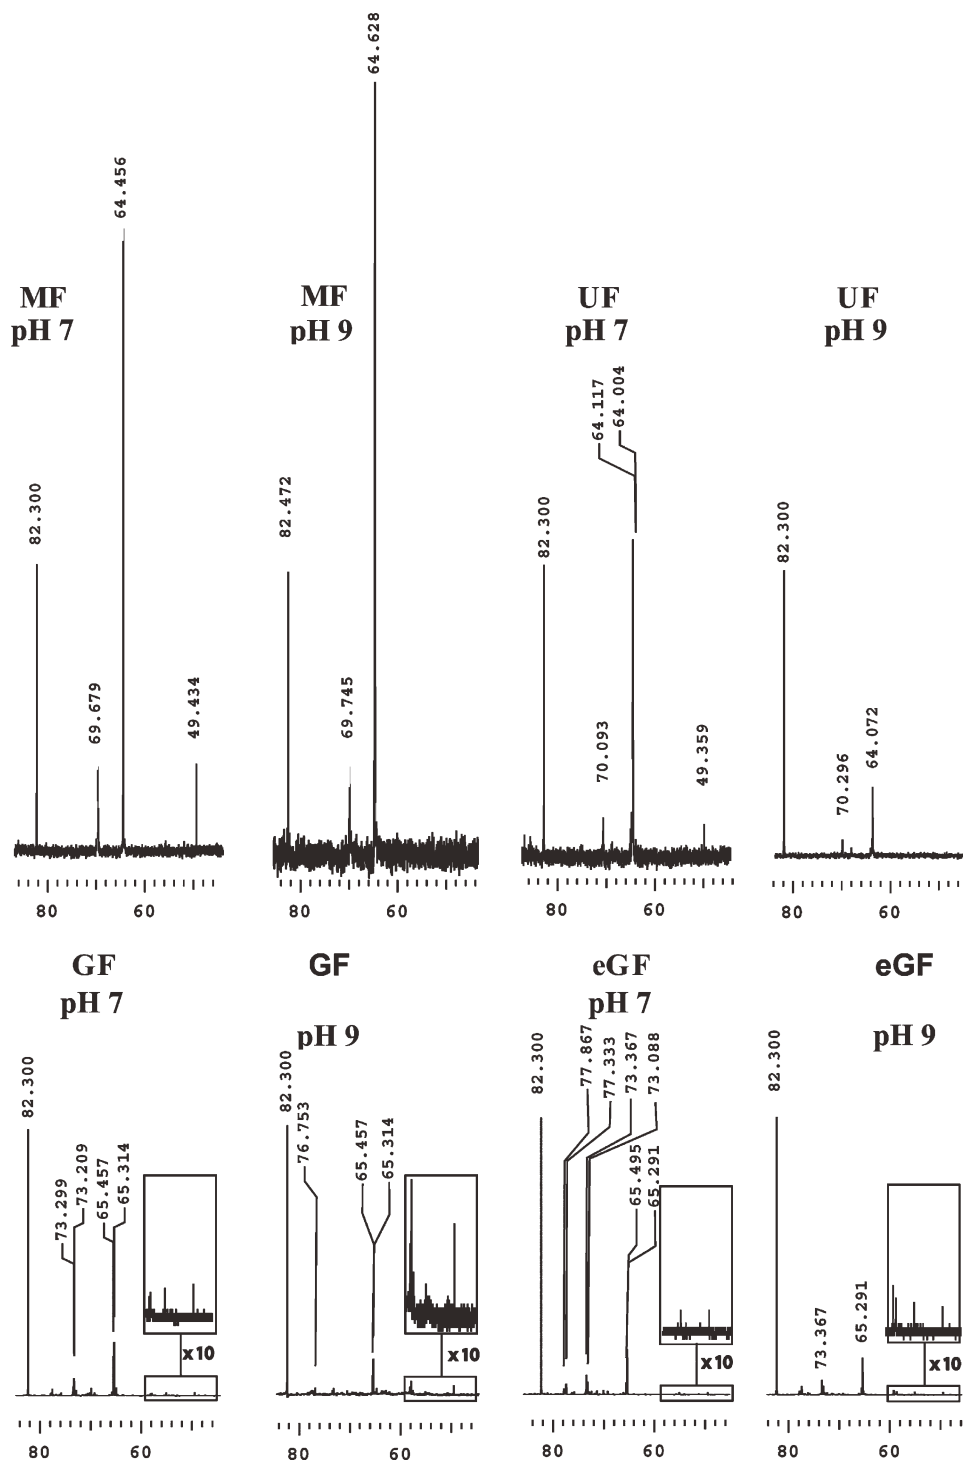 MF
pH 7
82.300
69.679
64.456
49.434
80 60
MF
pH 9
82.472
69.745
64.628
80 60
UF
pH 7
82.300
70.093
64.117
64.004
49.359
80 60
UF
pH 9
82.300
70.296
64.072
80 60
GF
pH 7
82.300
73.299
73.209
65.457
65.314
x10
80 60
GF
pH 9
82.300
76.753
65.457
65.314
x10
80 60
eGF
pH 7
82.300
77.867
77.333
73.367
73.088
65.495
65.291
x10
80 60
eGF
pH 9
82.300
73.367
65.291
x10
80 60